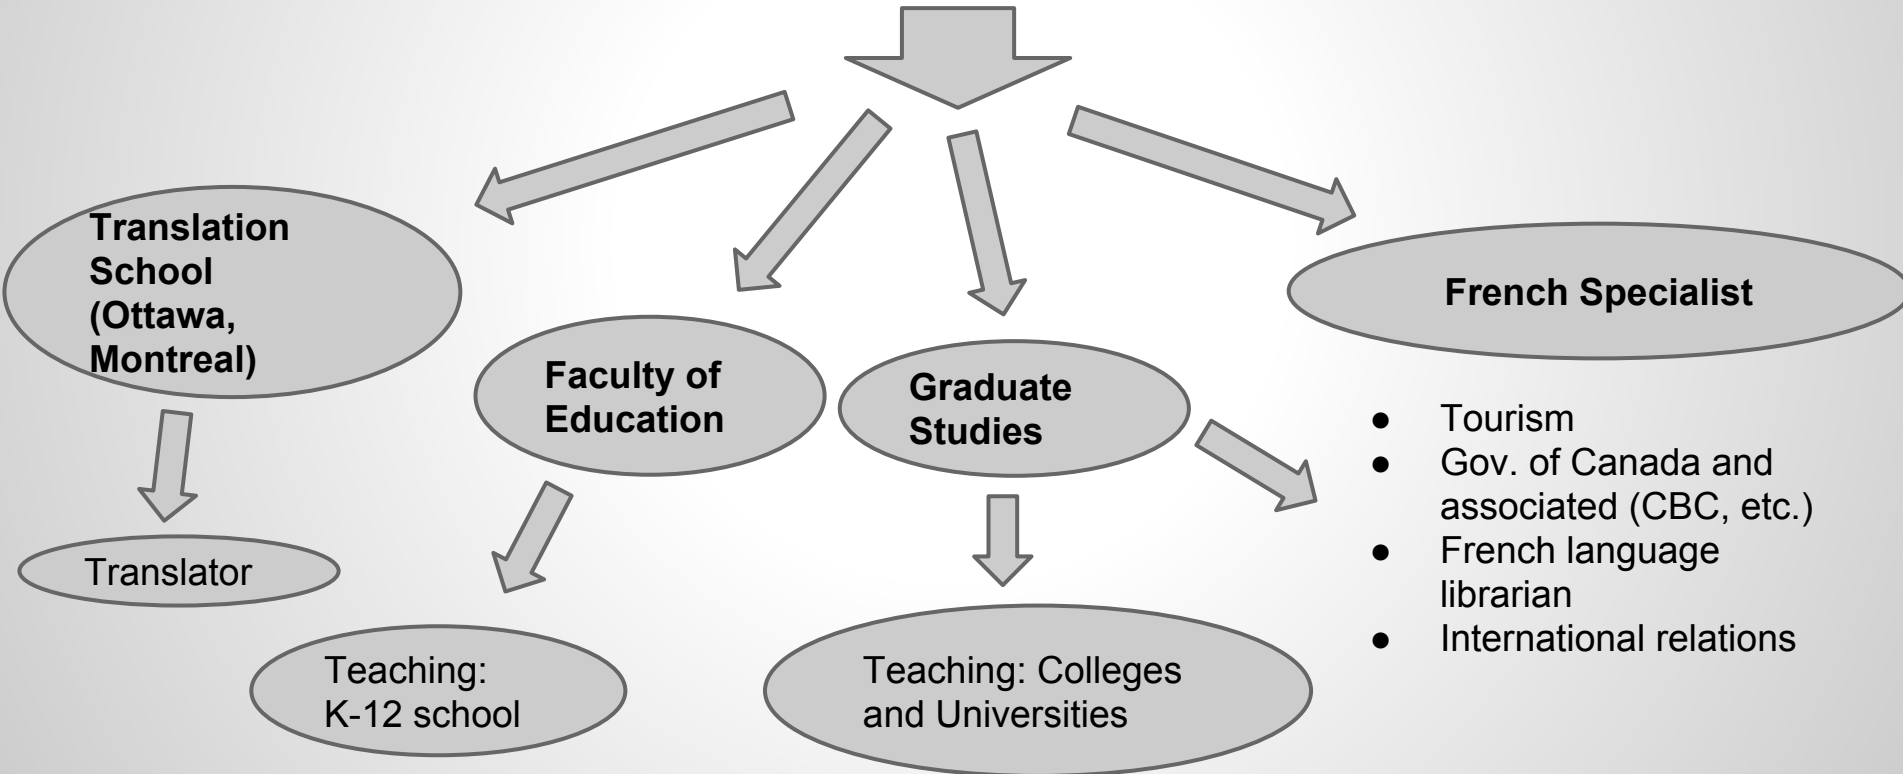 Translation
School
(Ottawa,
Montreal)
Faculty of
Education
Graduate
Studies
French Specialist
Translator
Teaching:
K-12 school
Teaching: Colleges
and Universities
● Tourism
● Gov. of Canada and
associated (CBC, etc.)
● French language
librarian
● International relations